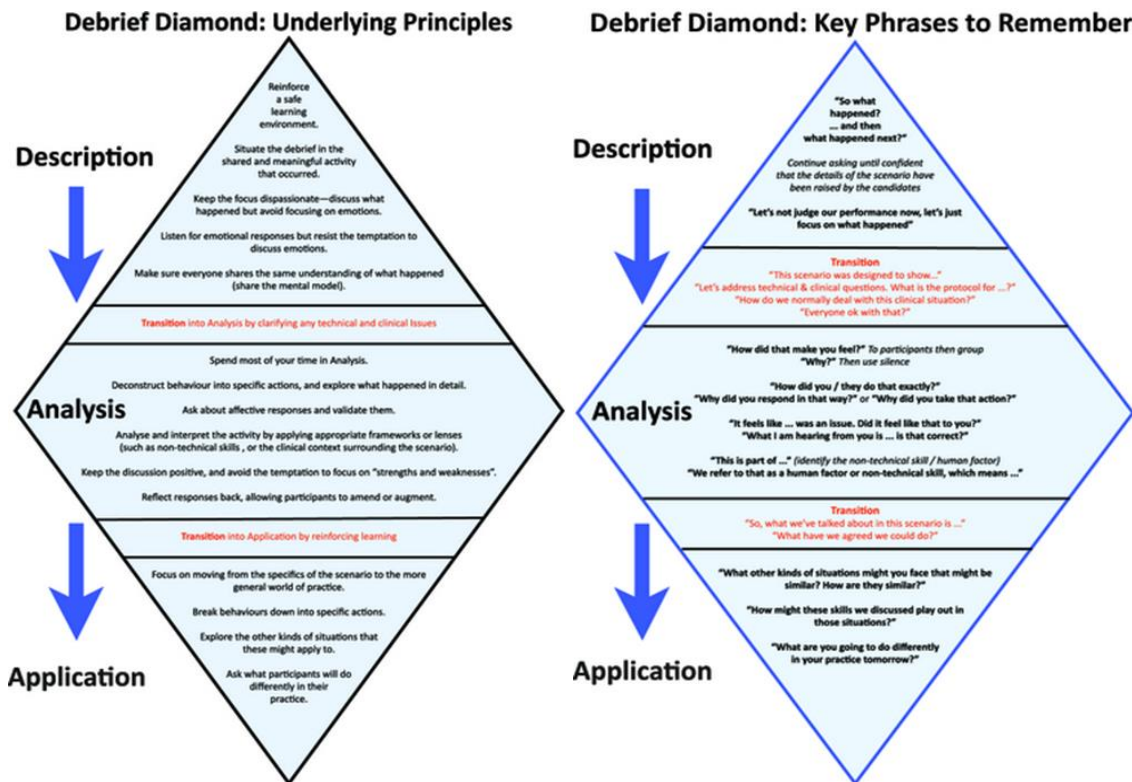 Debrief Diamond: Underlying Principles
Reinforce
a safe
learning
environment.
Situate the debrief in the
shared and meaningful activity
that occurred.
Description
Keep the focus dispassionate—discuss what
happened but avoid focusing on emotions.
Listen for emotional responses but resist the temptation to
discuss emotions.
Make sure everyone shares the same understanding of what happened
(share the mental model).
Transition into Analysis by clarifying any technical and clinical Issues
Spend most of your time in Analysis.
Deconstruct behaviour into specific actions, and explore what happened in detail.
Analysis
Ask about affective responses and validate them.
Analyse and interpret the activity by applying appropriate frameworks or lenses
(such as non-technical skills , or the clinical context surrounding the scenario).
Keep the discussion positive, and avoid the temptation to focus on “strengths and weaknesses”.
Reflect responses back, allowing participants to amend or augment.
Transition into Application by reinforcing learning
Focus on moving from the specifics of the scenario to the more
general world of practice.
Break behaviours down into specific actions.
Explore the other kinds of situations that
these might apply to.
Application
Ask what participants will do
differently in their
practice.
Debrief Diamond: Key Phrases to Remember
“So what
happened?
... and then
what happened next?”
Description
Continue asking until confident
that the details of the scenario have
been raised by the candidates
“Let’s not judge our performance now, let’s just
focus on what happened”
Transition
“This scenario was designed to show...”
“Let’s address technical & clinical questions. What is the protocol for ...?”
“How do we normally deal with this clinical situation?”
“Everyone ok with that?”
“How did that make you feel?” To participants then group
“Why?” Then use silence
“How did you / they do that exactly?”
“Why did you respond in that way?” or “Why did you take that action?”
Analysis
“It feels like ... was an issue. Did it feel like that to you?”
“What I am hearing from you is ... is that correct?”
“This is part of ...” (identify the non-technical skill / human factor)
“We refer to that as a human factor or non-technical skill, which means ...”
Transition
“So, what we’ve talked about in this scenario is ...”
“What have we agreed we could do?”
“What other kinds of situations might you face that might be
similar? How are they similar?”
“How might these skills we discussed play out in
those situations?”
“What are you going to do differently
in your practice tomorrow?”
Application